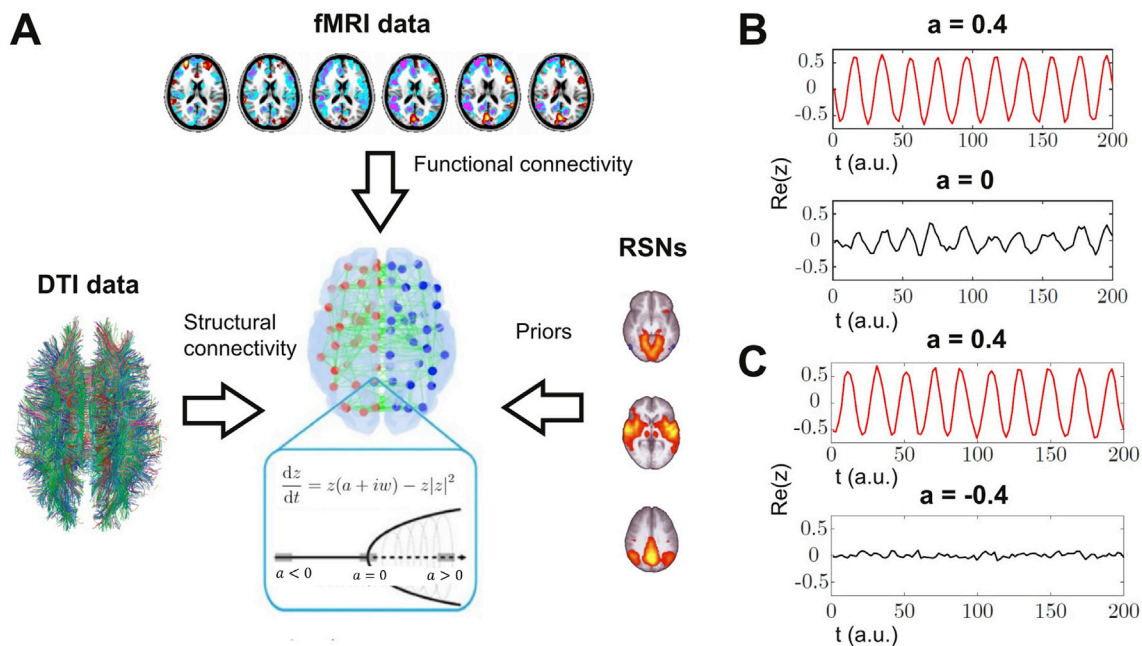 A
fMRI data
Functional connectivity
DTI data
Structural
connectivity
RSNs
Priors
dz/dt = z(a + iw) − z|z|²
a < 0
a = 0
a > 0
B
a = 0.4
0.5
0
-0.5
0
50
100
150
200
t (a.u.)
Re(z)
a = 0
0.5
0
-0.5
0
50
100
150
200
t (a.u.)
C
a = 0.4
0.5
0
-0.5
0
50
100
150
200
t (a.u.)
Re(z)
a = -0.4
0.5
0
-0.5
0
50
100
150
200
t (a.u.)